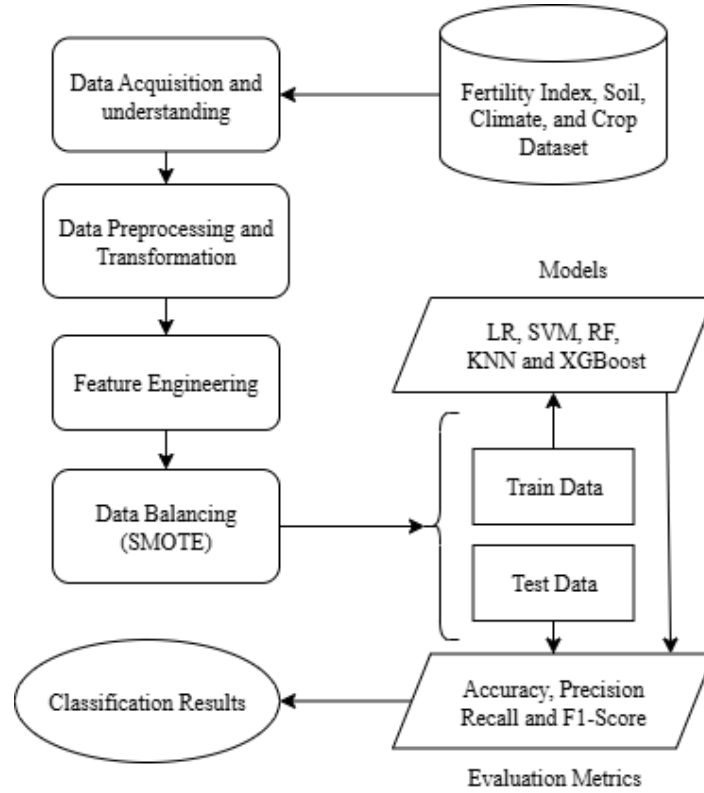 Data Acquisition and
understanding
Fertility Index, Soil,
Climate, and Crop
Dataset
Data Preprocessing and
Transformation
Models
LR, SVM, RF,
KNN and XGBoost
Feature Engineering
Train Data
Data Balancing
(SMOTE)
Test Data
Classification Results
Accuracy, Precision
Recall and F1-Score
Evaluation Metrics